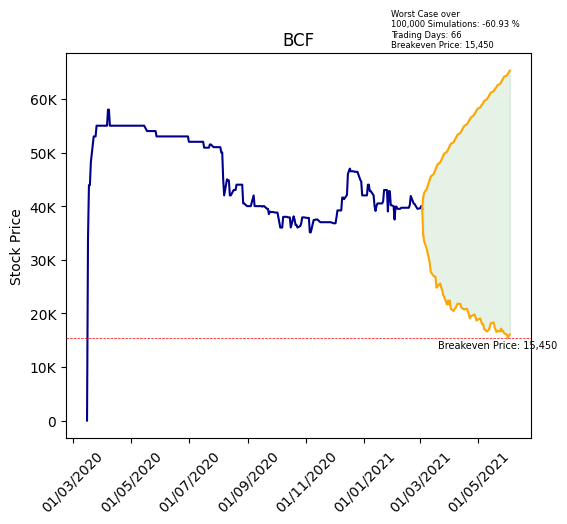 Worst Case over
100,000 Simulations: -60.93 %
Trading Days: 66
Breakeven Price: 15,450
BCF
Stock Price
60K
50K
40K
30K
20K
10K
0
Breakeven Price: 15,450
01/03/2020
01/05/2020
01/07/2020
01/09/2020
01/11/2020
01/01/2021
01/03/2021
01/05/2021